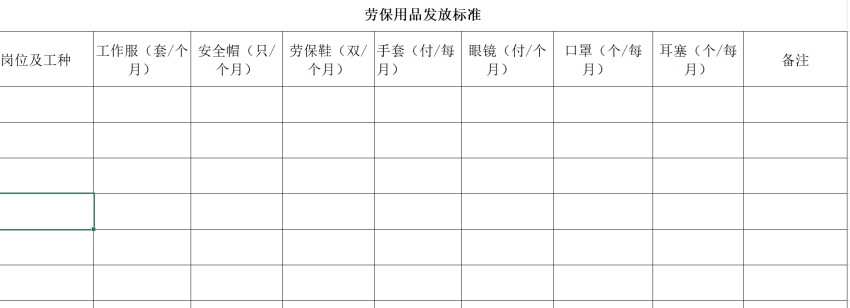 劳保用品发放标准
岗位及工种
工作服（套/个
月）
安全帽（只/
个月）
劳保鞋（双/
个月）
手套（付/每
月）
眼镜（付/个
月）
口罩（个/每
月）
耳塞（个/每
月）
备注